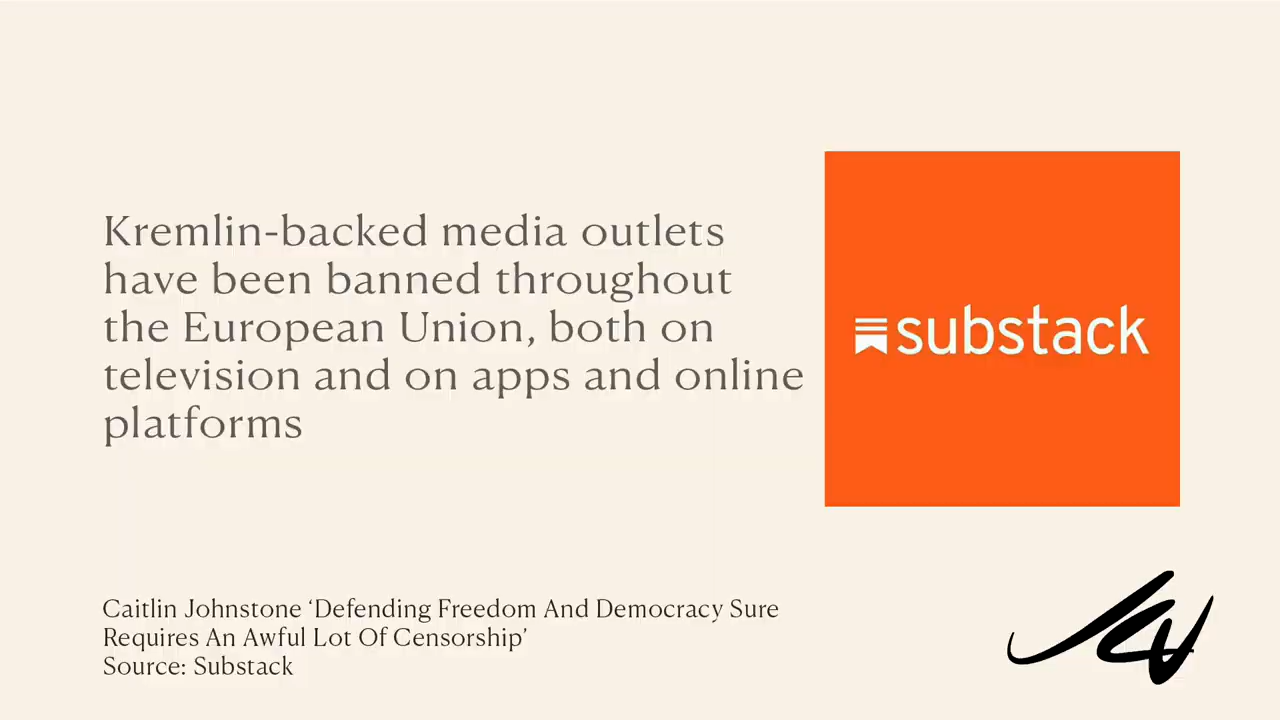 Kremlin-backed media outlets
have been banned throughout
the European Union, both on
television and on apps and online
platforms
substack
Caitlin Johnstone ‘Defending Freedom And Democracy Sure
Requires An Awful Lot Of Censorship’
Source: Substack